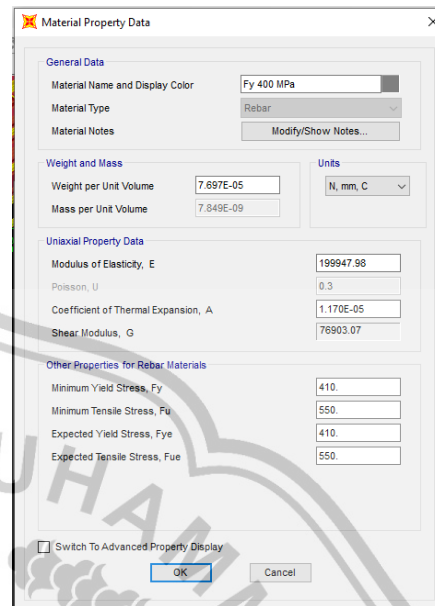 Material Property Data
General Data
Material Name and Display Color Fy 400 MPa
Material Type Rebar
Material Notes Modify/Show Notes...
Weight and Mass
Units
Weight per Unit Volume 7.697E-05
N, mm, C
Mass per Unit Volume 7.849E-09
Uniaxial Property Data
Modulus of Elasticity, E 199947.98
Poisson, U 0.3
Coefficient of Thermal Expansion, A 1.170E-05
Shear Modulus, G 76903.07
Other Properties for Rebar Materials
Minimum Yield Stress, Fy 410.
Minimum Tensile Stress, Fu 550.
Expected Yield Stress, Fye 410.
Expected Tensile Stress, Fue 550.
UHAMA
Switch To Advanced Property Display
OK Cancel